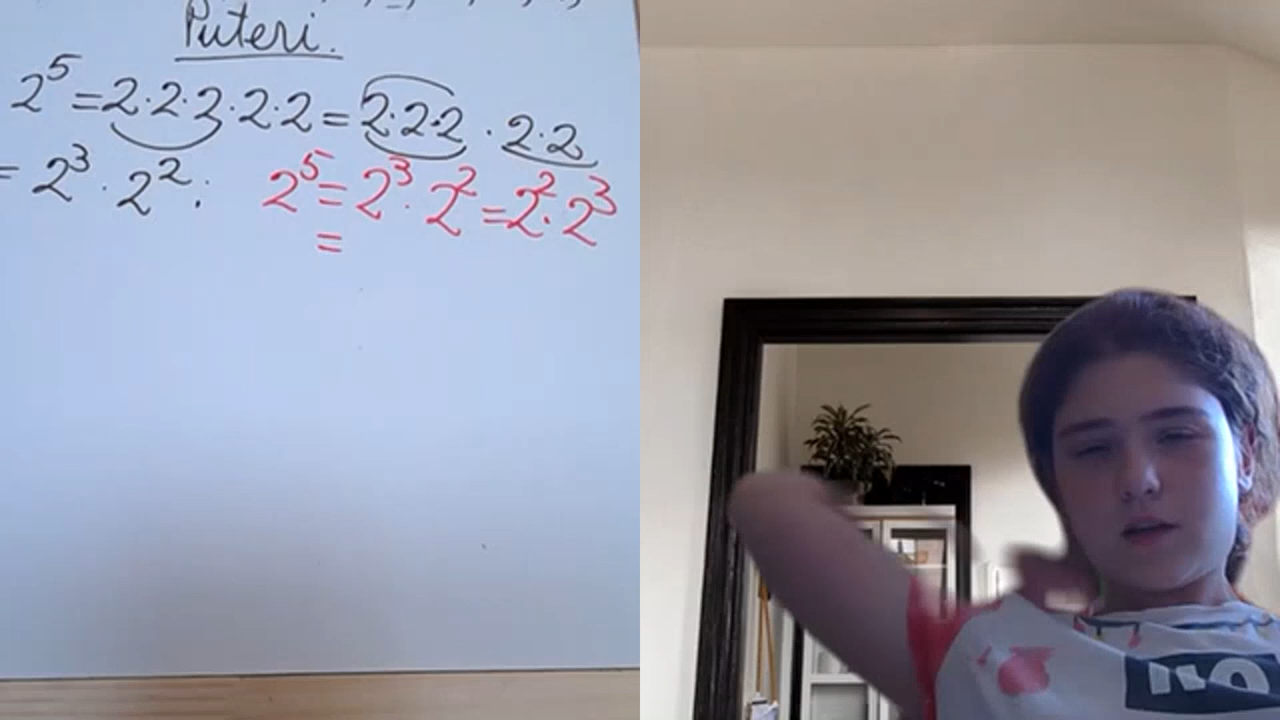 Puteri.
2⁵ = 2·2·2·2·2 = 2·2·2 · 2·2
= 2³ · 2² : 2⁵ = 2³ · 2² = 2² · 2³
=